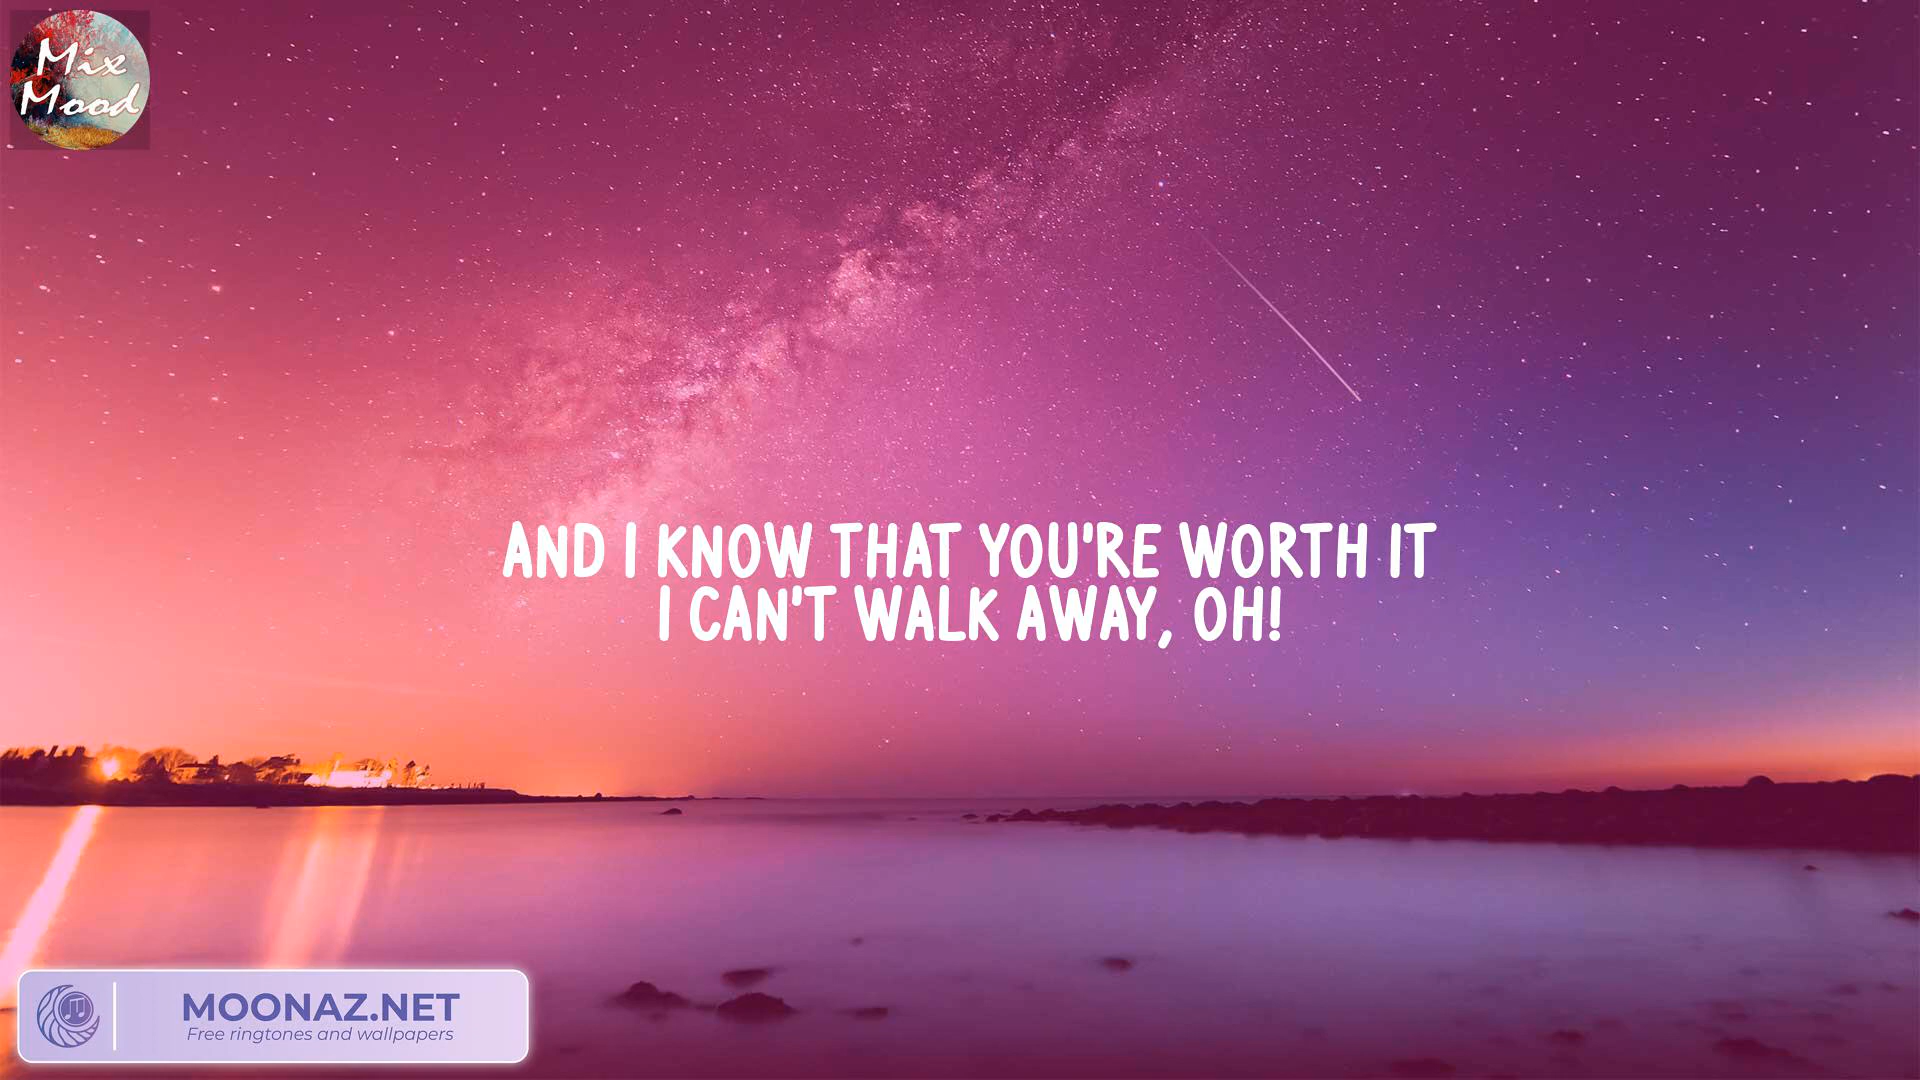 Mix
Mood
AND I KNOW THAT YOU'RE WORTH IT
I CAN'T WALK AWAY, OH!
MOONAZ.NET
Free ringtones and wallpapers